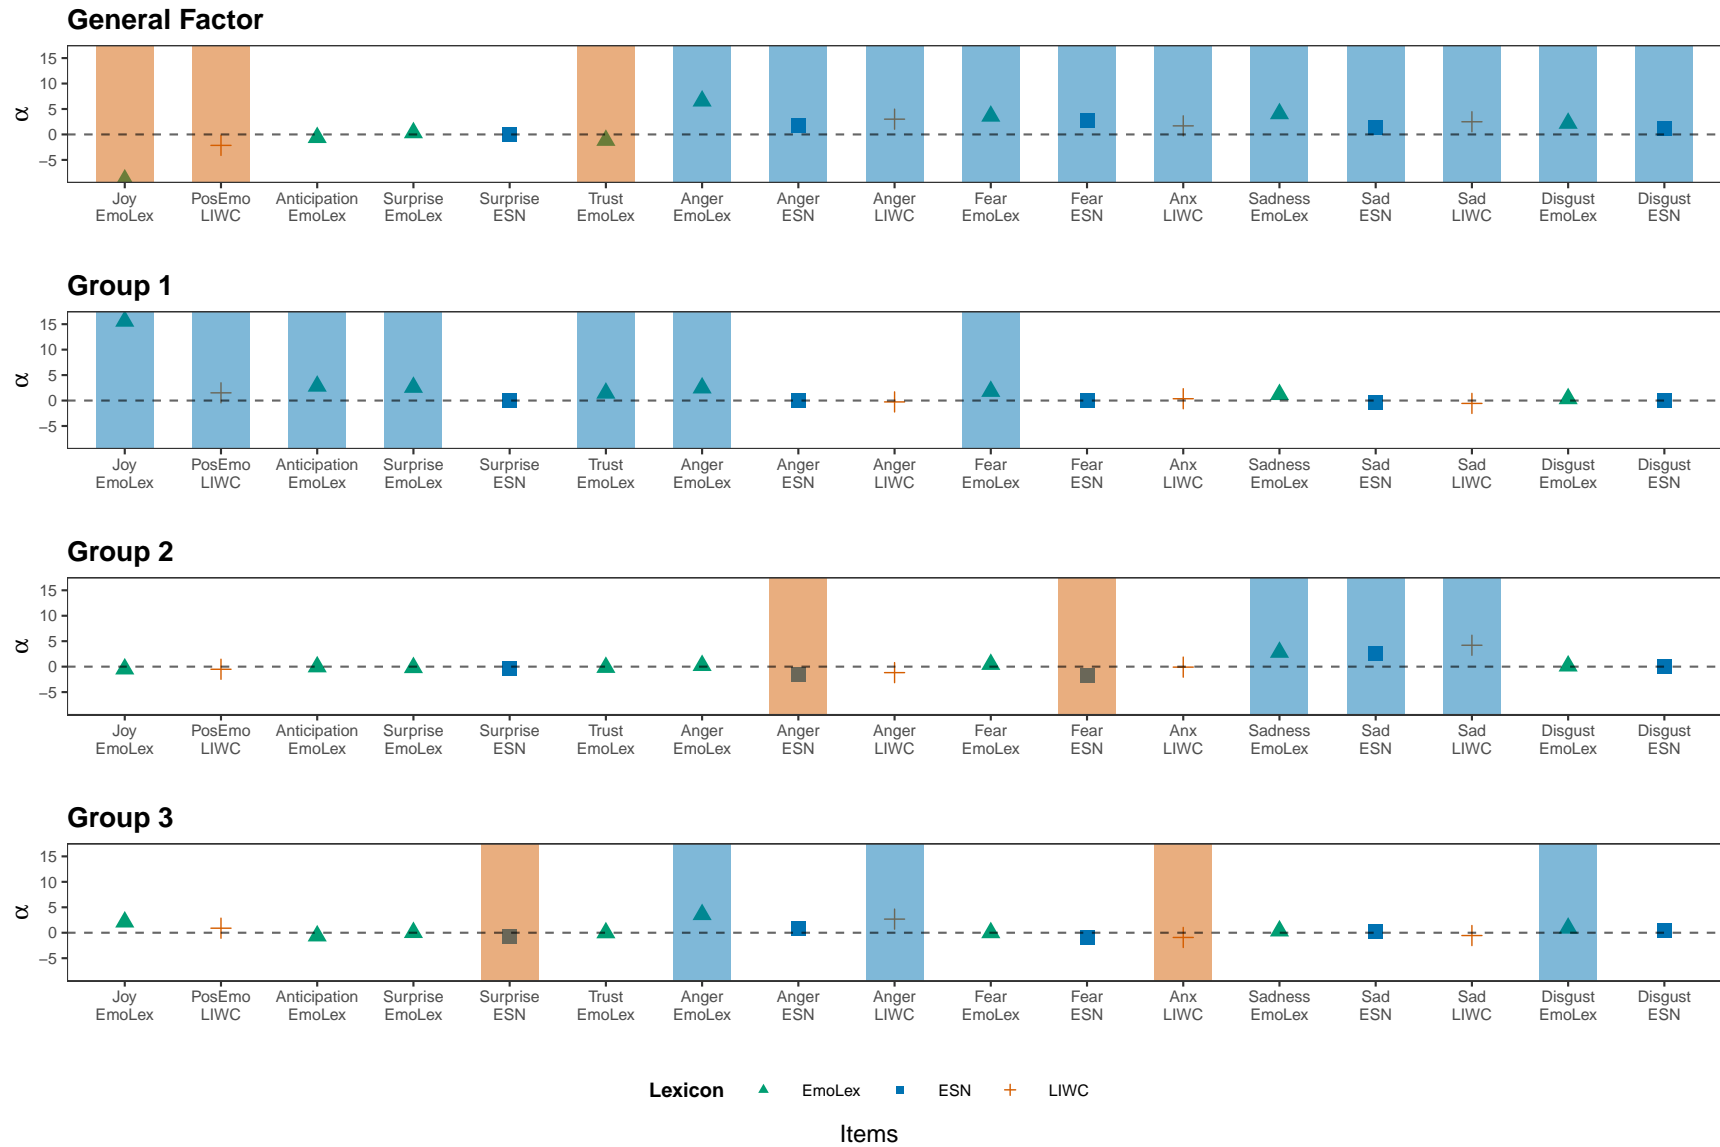 General Factor
α
15
10
5
0
−5
Joy PosEmo Anticipation Surprise Surprise Trust Anger Anger Anger Fear Fear Anx Sadness Sad Sad Disgust Disgust
EmoLex LIWC EmoLex EmoLex ESN EmoLex EmoLex ESN LIWC EmoLex ESN LIWC EmoLex ESN LIWC EmoLex ESN
Group 1
α
15
10
5
0
−5
Joy PosEmo Anticipation Surprise Surprise Trust Anger Anger Anger Fear Fear Anx Sadness Sad Sad Disgust Disgust
EmoLex LIWC EmoLex EmoLex ESN EmoLex EmoLex ESN LIWC EmoLex ESN LIWC EmoLex ESN LIWC EmoLex ESN
Group 2
α
15
10
5
0
−5
Joy PosEmo Anticipation Surprise Surprise Trust Anger Anger Anger Fear Fear Anx Sadness Sad Sad Disgust Disgust
EmoLex LIWC EmoLex EmoLex ESN EmoLex EmoLex ESN LIWC EmoLex ESN LIWC EmoLex ESN LIWC EmoLex ESN
Group 3
α
15
10
5
0
−5
Joy PosEmo Anticipation Surprise Surprise Trust Anger Anger Anger Fear Fear Anx Sadness Sad Sad Disgust Disgust
EmoLex LIWC EmoLex EmoLex ESN EmoLex EmoLex ESN LIWC EmoLex ESN LIWC EmoLex ESN LIWC EmoLex ESN
Lexicon EmoLex ESN LIWC
Items